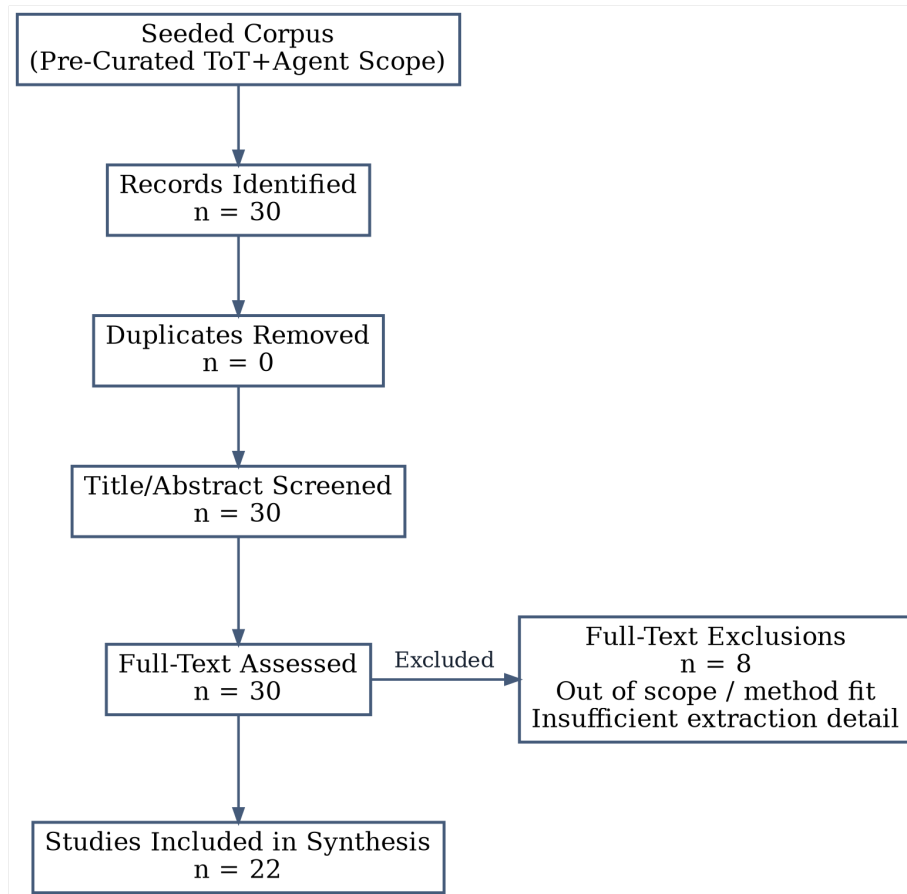 Seeded Corpus
(Pre-Curated ToT+Agent Scope)
Records Identified
n = 30
Duplicates Removed
n = 0
Title/Abstract Screened
n = 30
Full-Text Assessed
n = 30
Excluded
Full-Text Exclusions
n = 8
Out of scope / method fit
Insufficient extraction detail
Studies Included in Synthesis
n = 22